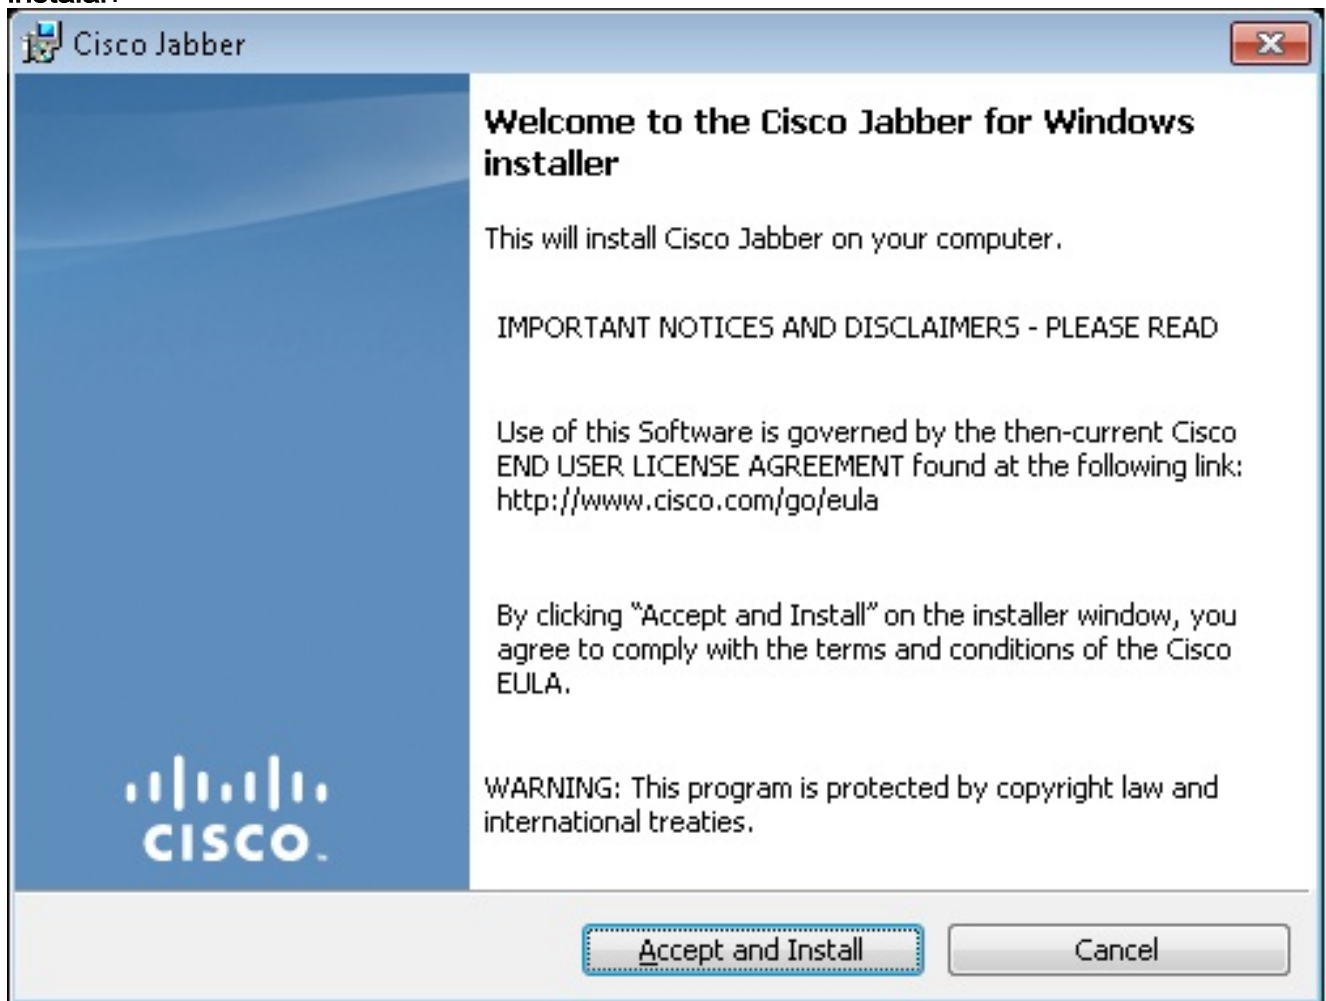 instalar.
Cisco Jabber
Welcome to the Cisco Jabber for Windows
installer
This will install Cisco Jabber on your computer.
IMPORTANT NOTICES AND DISCLAIMERS - PLEASE READ
Use of this Software is governed by the then-current Cisco
END USER LICENSE AGREEMENT found at the following link:
http://www.cisco.com/go/eula
By clicking “Accept and Install” on the installer window, you
agree to comply with the terms and conditions of the Cisco
EULA.
WARNING: This program is protected by copyright law and
international treaties.
CISCO
Accept and Install
Cancel